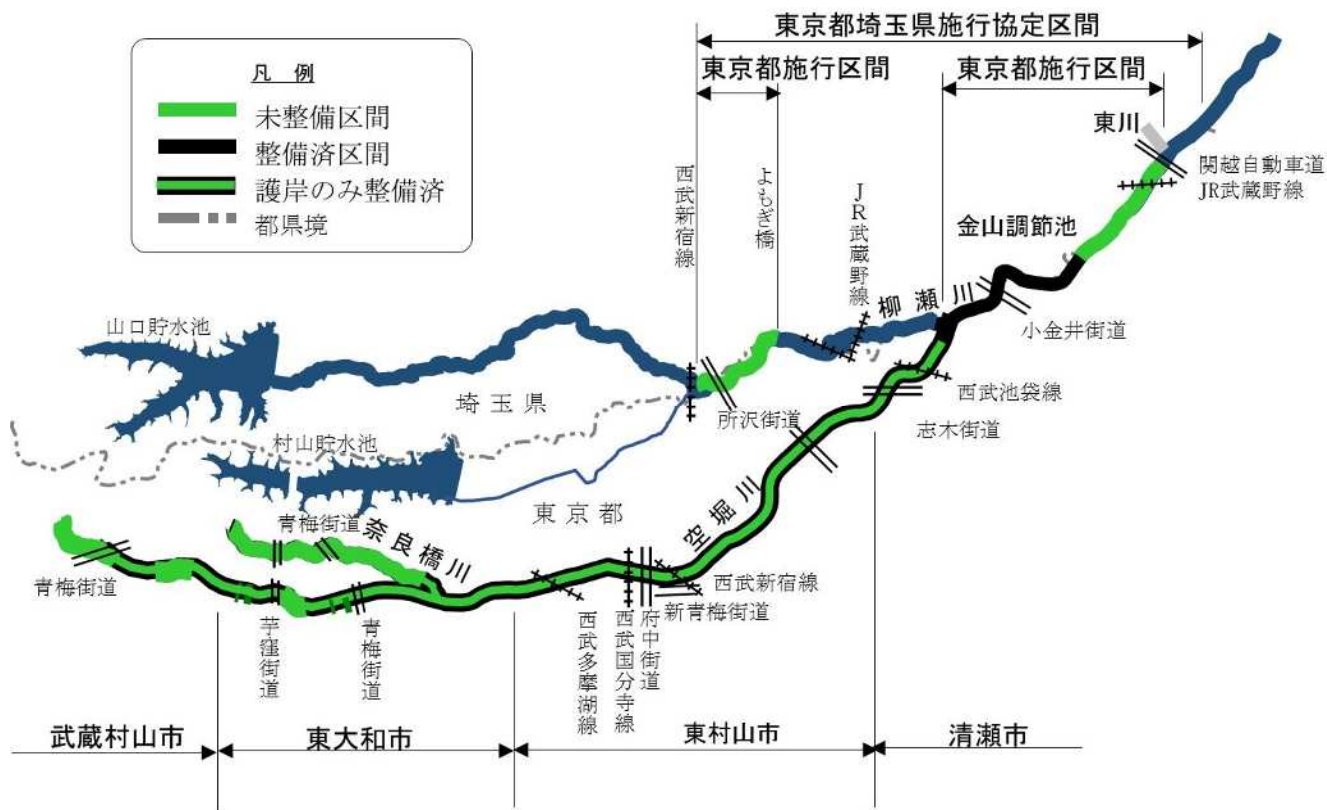 東京都埼玉県施行協定区間
東京都施行区間
東京都施行区間
凡 例
未整備区間
整備済区間
護岸のみ整備済
都県境
東川
関越自動車道
JR武蔵野線
西武新宿線
よもぎ橋
JR武蔵野線
金山調節池
柳瀬川
小金井街道
山口貯水池
埼玉県
所沢街道
西武池袋線
志木街道
村山貯水池
東京都
空堀川
青梅街道
奈良橋川
青梅街道
西武新宿線
新青梅街道
芋窪街道
青梅街道
西武多摩湖線
西武国分寺線
府中街道
武蔵村山市
東大和市
東村山市
清瀬市